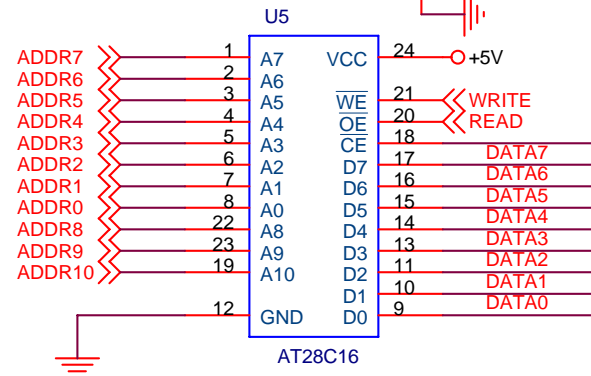 U5
ADDR7 1 A7 VCC 24 +5V
ADDR6 2 A6
ADDR5 3 A5 WE 21 WRITE
ADDR4 4 A4 OE 20 READ
ADDR3 5 A3 CE 18
ADDR2 6 A2 D7 17 DATA7
ADDR1 7 A1 D6 16 DATA6
ADDR0 8 A0 D5 15 DATA5
ADDR8 22 A8 D4 14 DATA4
ADDR9 23 A9 D3 13 DATA3
ADDR10 19 A10 D2 11 DATA2
D1 10 DATA1
12 GND D0 9 DATA0
AT28C16